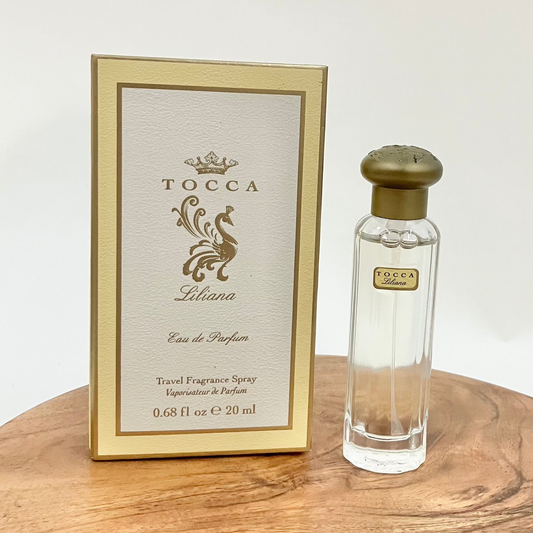 TOCCA
Liliana
Eau de Parfum
Travel Fragrance Spray
Vaporisateur de Parfum
0.68 fl oz ℮ 20 ml
TOCCA
Liliana